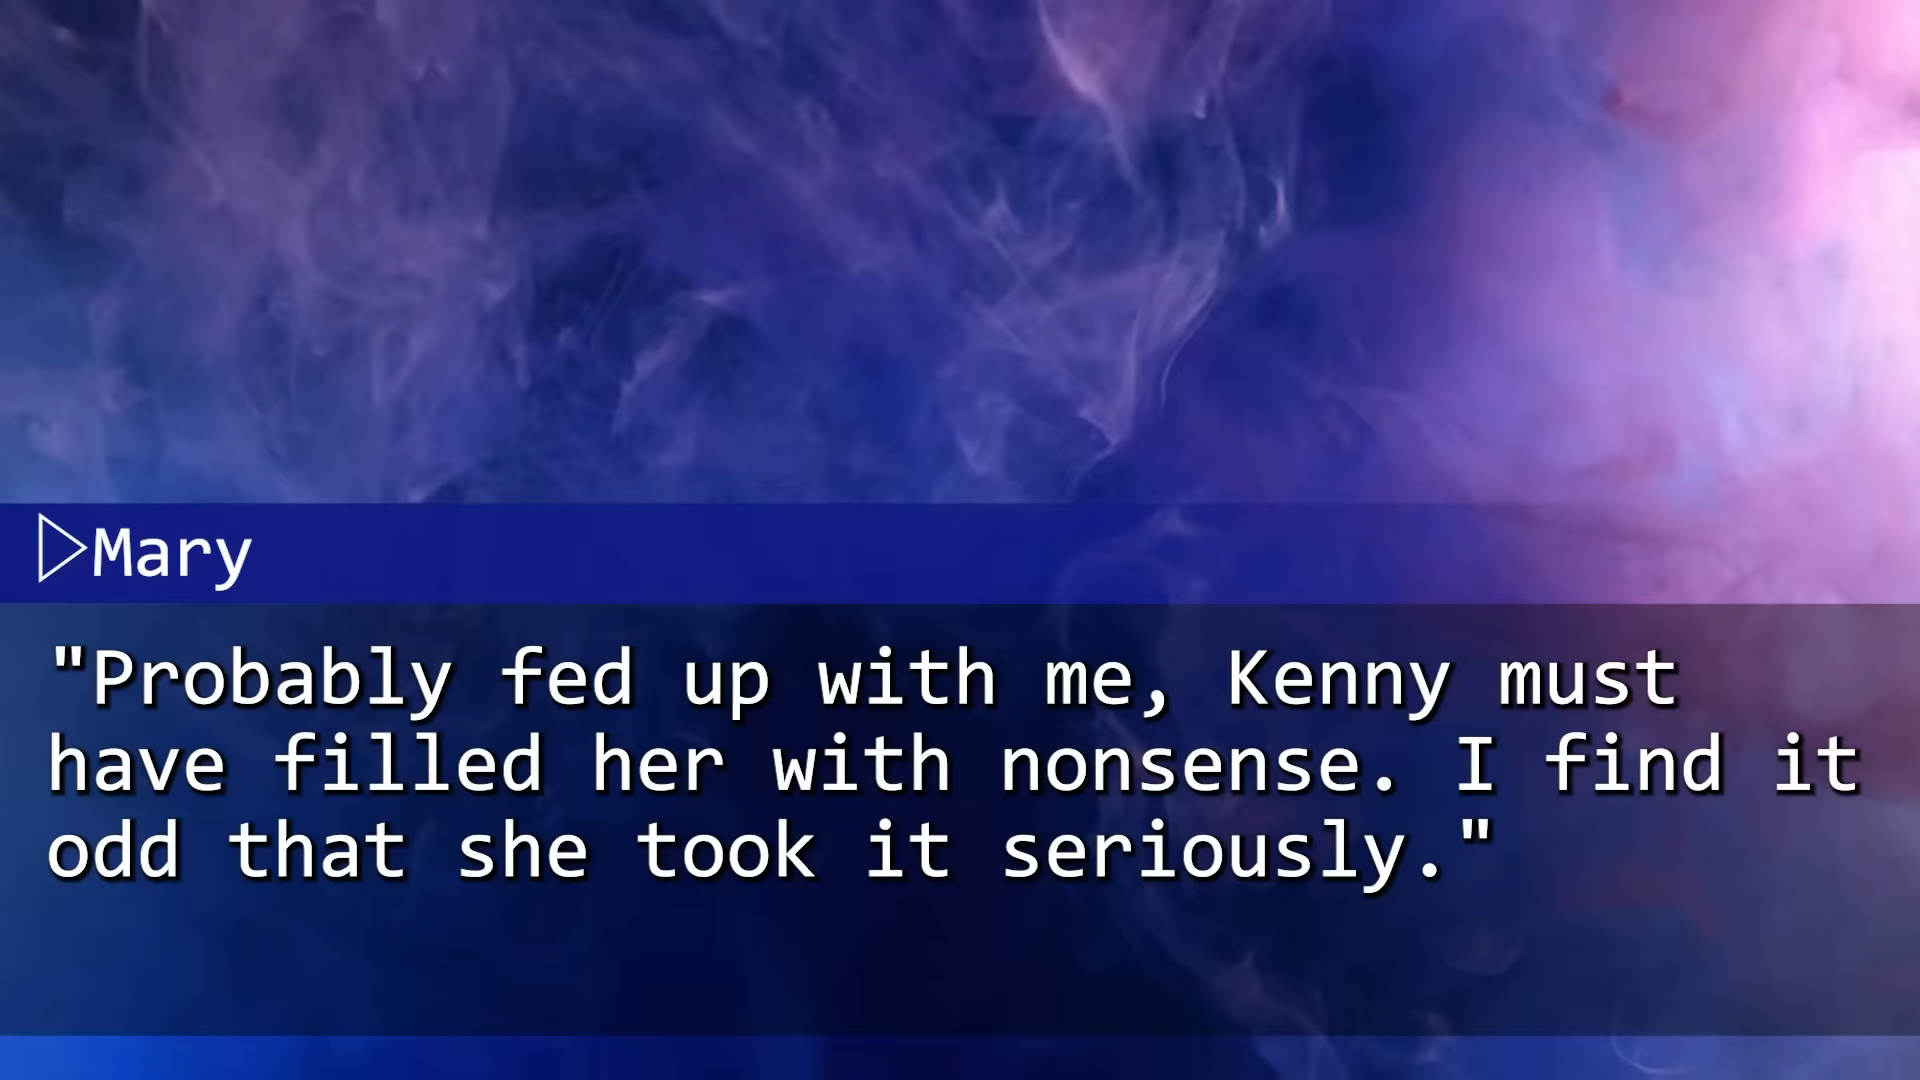 ▷Mary
"Probably fed up with me, Kenny must
have filled her with nonsense. I find it
odd that she took it seriously."